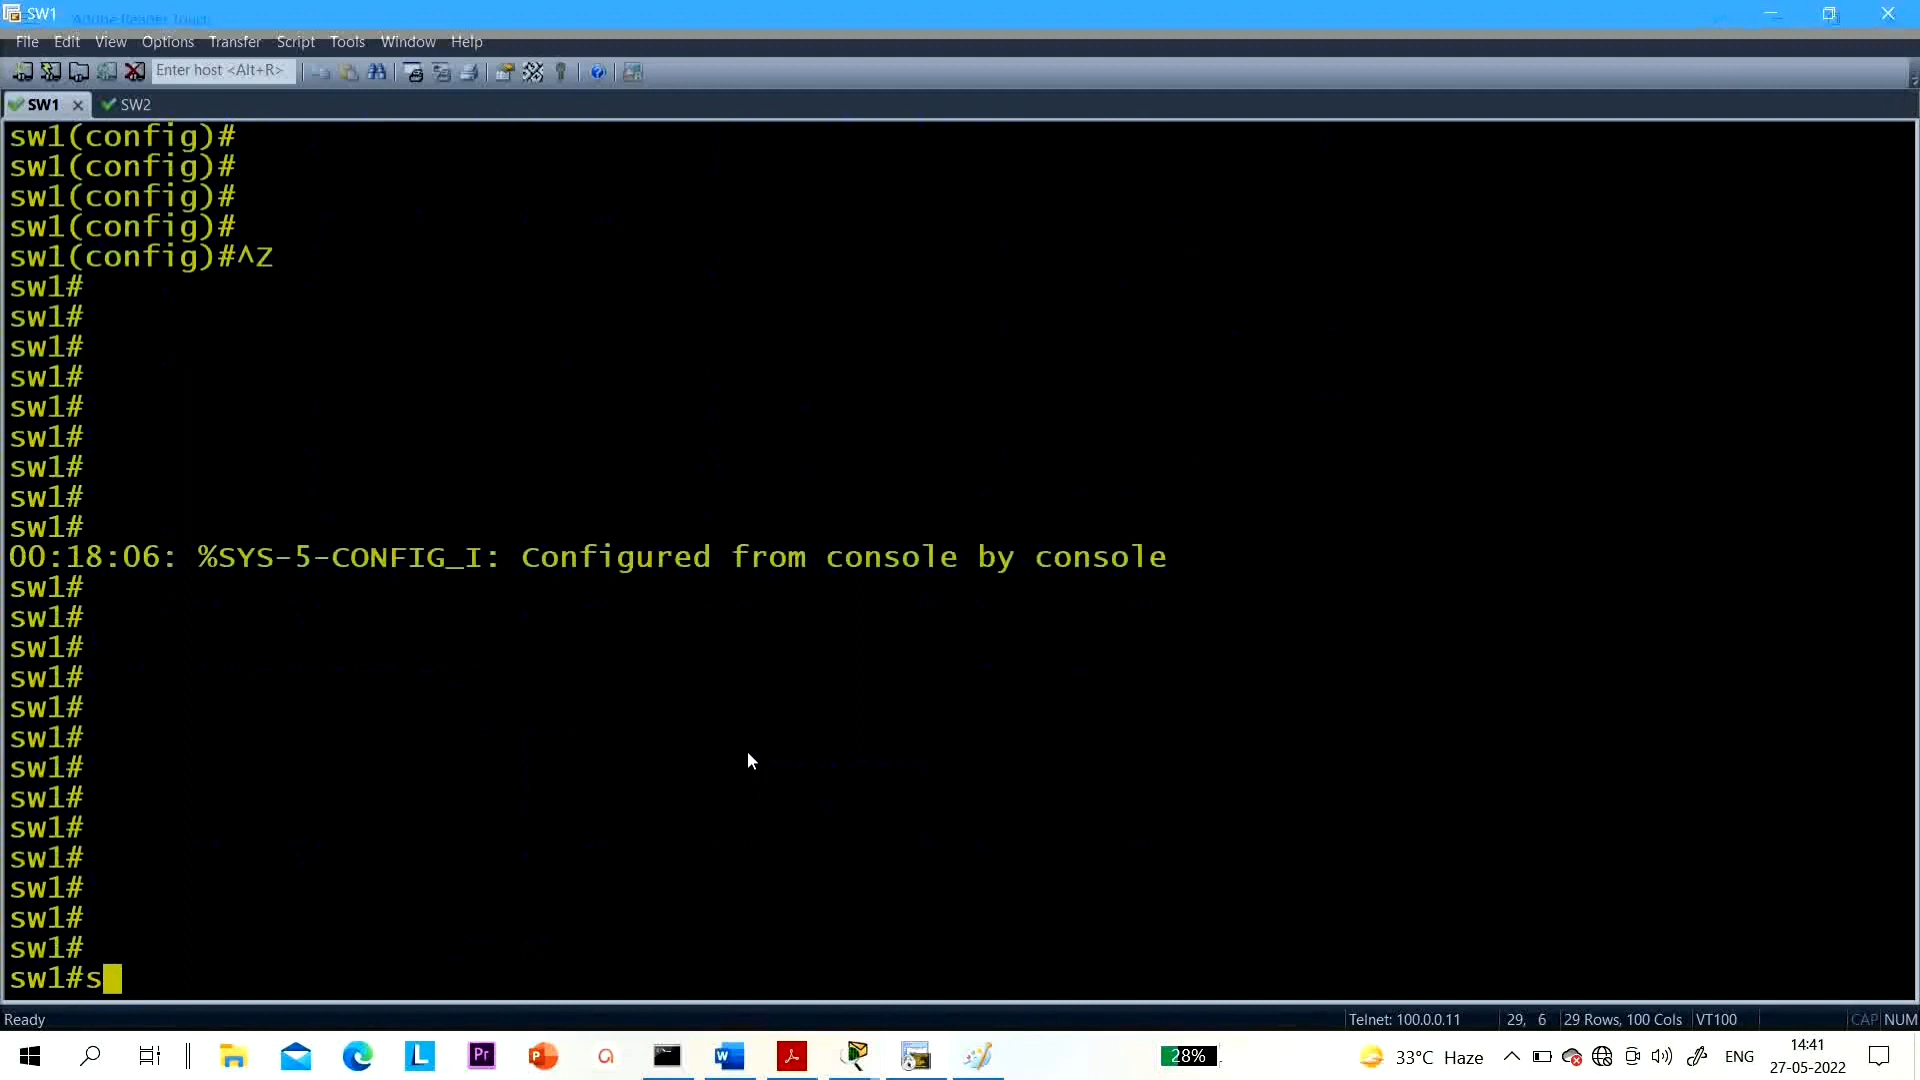 SW1
Adobe Reader Touch
File Edit View Options Transfer Script Tools Window Help
Enter host <Alt+R>
SW1 SW2
sw1(config)#
sw1(config)#
sw1(config)#
sw1(config)#
sw1(config)#^Z
sw1#
sw1#
sw1#
sw1#
sw1#
sw1#
sw1#
sw1#
sw1#
00:18:06: %SYS-5-CONFIG_I: Configured from console by console
sw1#
sw1#
sw1#
sw1#
sw1#
sw1#
sw1#
sw1#
sw1#
sw1#
sw1#
sw1#
sw1#
sw1#s
Ready Telnet: 100.0.0.11 29, 6 29 Rows, 100 Cols VT100 CAP NUM
L Pr P a W 28% 33°C Haze ENG 14:41
27-05-2022